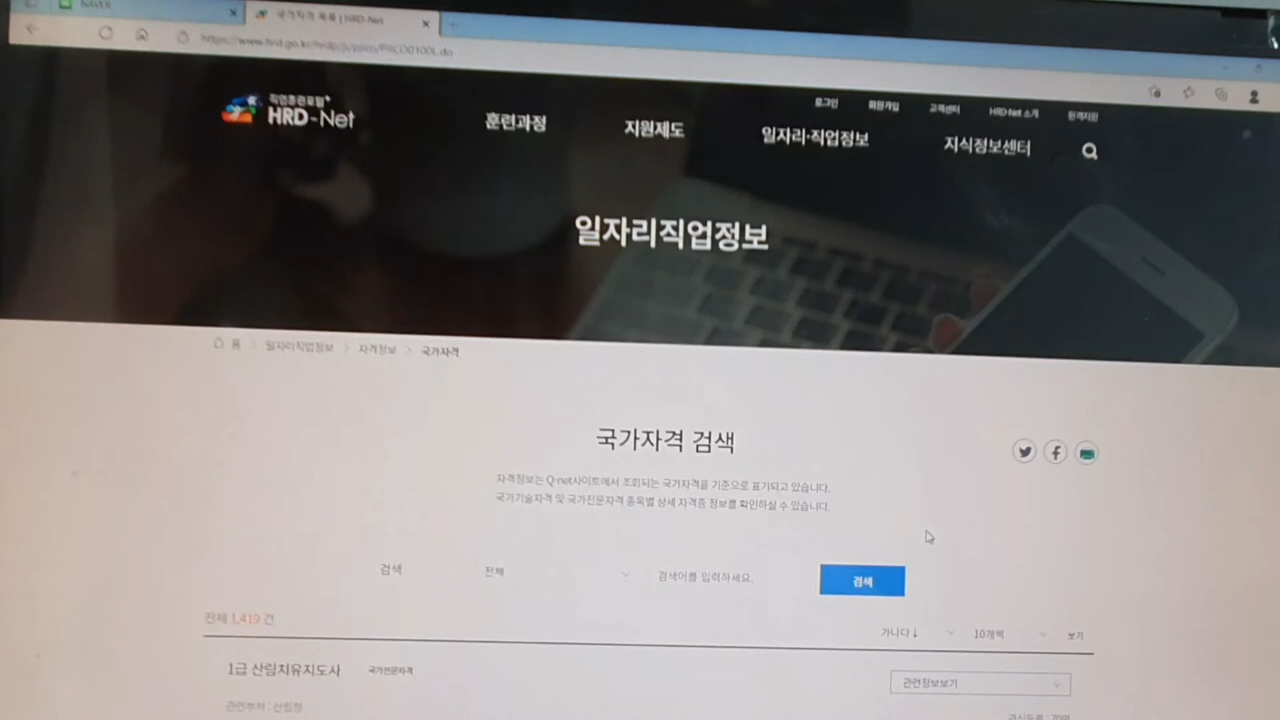 NAVER
국가자격 목록 | HRD-Net
직업훈련포털+
HRD-Net
로그인 회원가입 고객센터 HRD-Net 소개 원격지원
훈련과정 지원제도 일자리·직업정보 지식정보센터
일자리직업정보
홈 > 일자리직업정보 > 자격정보 > 국가자격
국가자격 검색
자격정보는 Q-net사이트에서 조회되는 국가자격을 기준으로 표기되고 있습니다.
국가기술자격 및 국가전문자격 종목별 상세 자격증 정보를 확인하실 수 있습니다.
검색 전체 검색어를 입력하세요. 검색
전체 1,419 건
가나다↓ 10개씩 보기
1급 산림치유지도사 국가전문자격
관련정보보기
관련부처 : 산림청